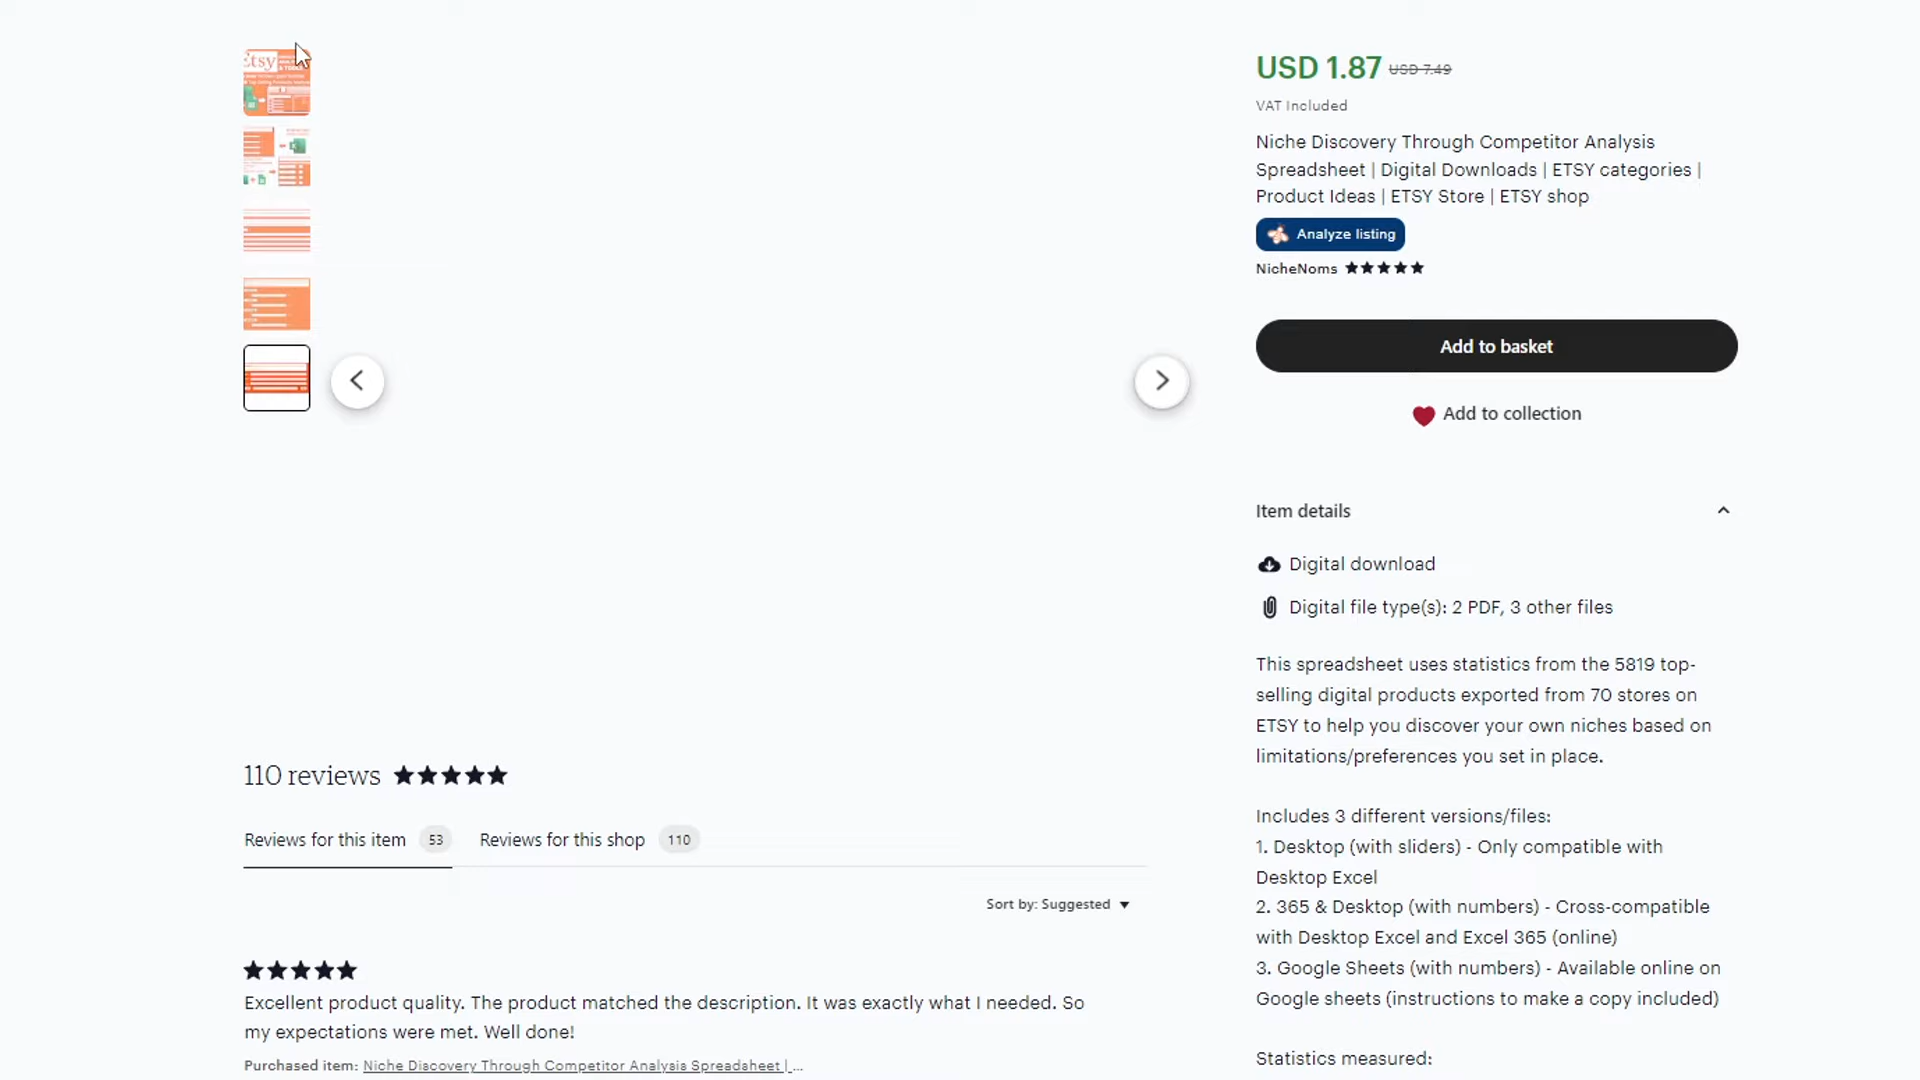 Etsy
USD 1.87 USD 7.49
VAT Included
Niche Discovery Through Competitor Analysis
Spreadsheet | Digital Downloads | ETSY categories |
Product Ideas | ETSY Store | ETSY shop
Analyze listing
NicheNoms
Add to basket
Add to collection
Item details
Digital download
Digital file type(s): 2 PDF, 3 other files
This spreadsheet uses statistics from the 5819 top-
selling digital products exported from 70 stores on
ETSY to help you discover your own niches based on
limitations/preferences you set in place.
Includes 3 different versions/files:
1. Desktop (with sliders) - Only compatible with
Desktop Excel
2. 365 & Desktop (with numbers) - Cross-compatible
with Desktop Excel and Excel 365 (online)
3. Google Sheets (with numbers) - Available online on
Google sheets (instructions to make a copy included)
Statistics measured:
110 reviews
Reviews for this item 53 Reviews for this shop 110
Sort by: Suggested
Excellent product quality. The product matched the description. It was exactly what I needed. So
my expectations were met. Well done!
Purchased item: Niche Discovery Through Competitor Analysis Spreadsheet | ...